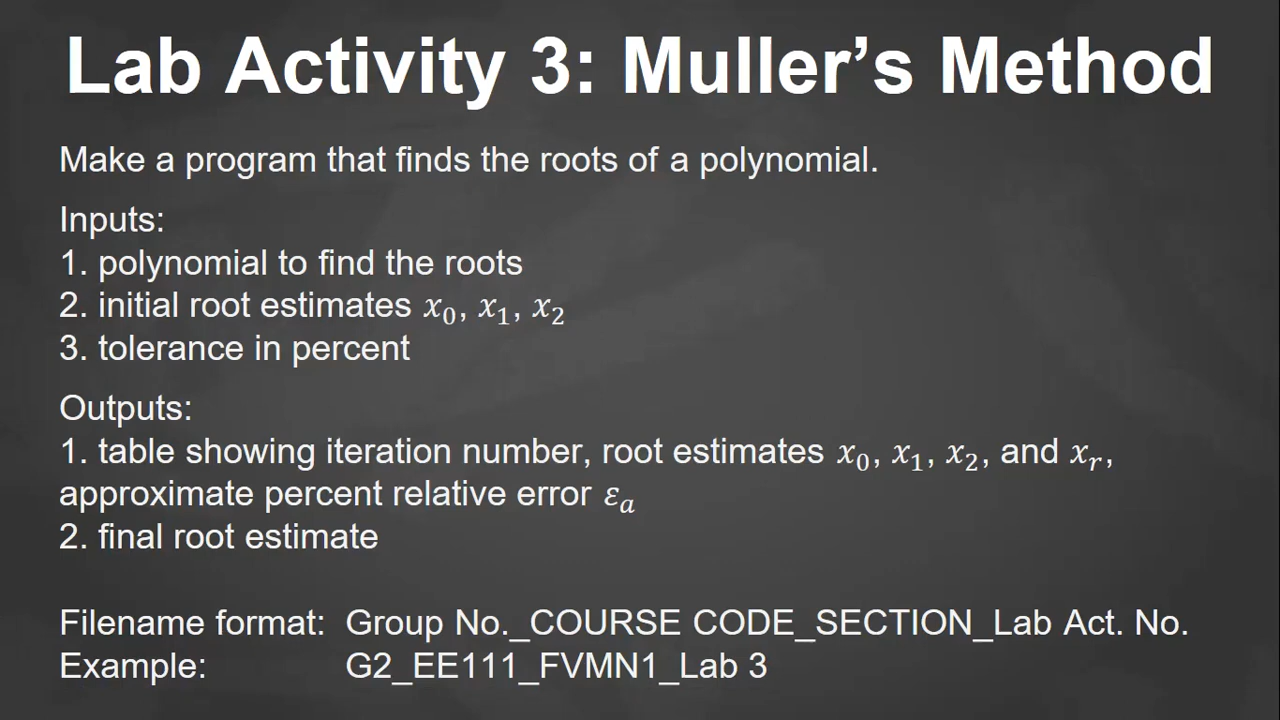 Lab Activity 3: Muller’s Method
Make a program that finds the roots of a polynomial.
Inputs:
1. polynomial to find the roots
2. initial root estimates x₀, x₁, x₂
3. tolerance in percent
Outputs:
1. table showing iteration number, root estimates x₀, x₁, x₂, and xᵣ,
approximate percent relative error εₐ
2. final root estimate
Filename format: Group No._COURSE CODE_SECTION_Lab Act. No.
Example: G2_EE111_FVMN1_Lab 3